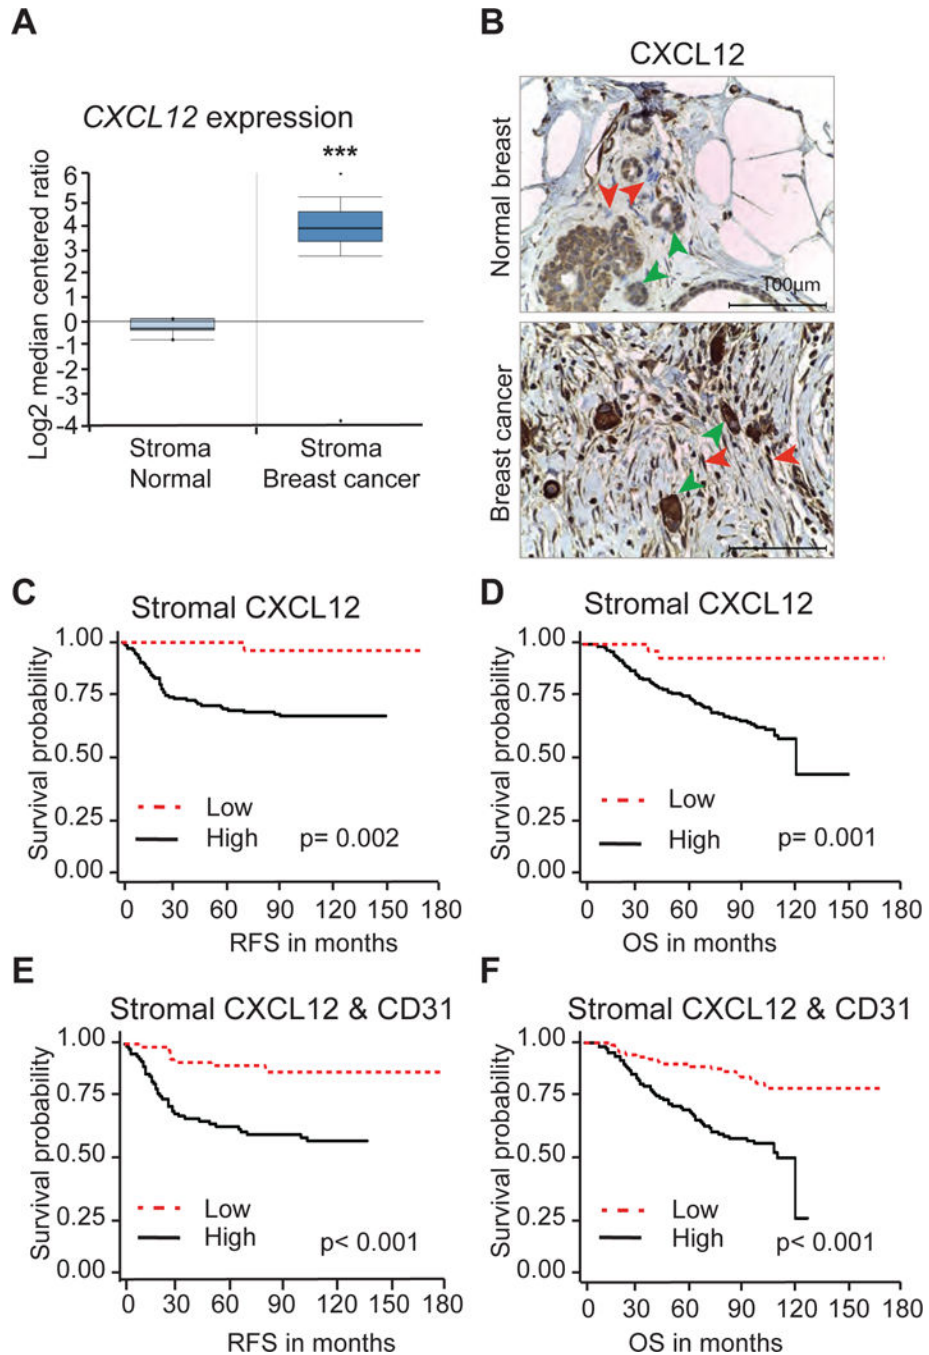 A
CXCL12 expression
***
Log2 median centered ratio
6
5
4
3
2
1
0
-1
-2
-3
-4
Stroma
Normal
Stroma
Breast cancer
B
CXCL12
Normal breast
100µm
Breast cancer
C
Stromal CXCL12
Survival probability
1.00
0.75
0.50
0.25
0.00
Low
High
p= 0.002
0 30 60 90 120 150 180
RFS in months
D
Stromal CXCL12
Survival probability
1.00
0.75
0.50
0.25
0.00
Low
High
p= 0.001
0 30 60 90 120 150 180
OS in months
E
Stromal CXCL12 & CD31
Survival probability
1.00
0.75
0.50
0.25
0.00
Low
High
p< 0.001
0 30 60 90 120 150 180
RFS in months
F
Stromal CXCL12 & CD31
Survival probability
1.00
0.75
0.50
0.25
0.00
Low
High
p< 0.001
0 30 60 90 120 150 180
OS in months